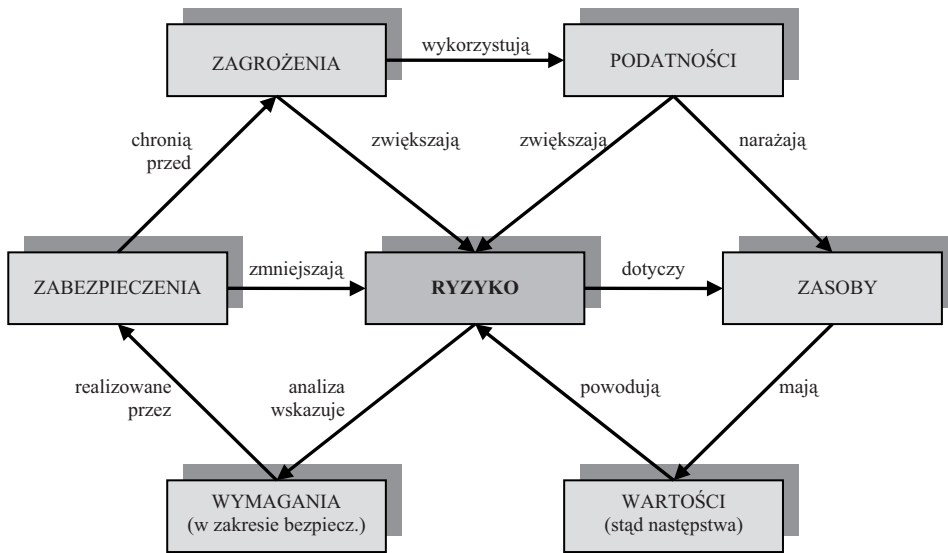 ZAGROŻENIA
wykorzystują
PODATNOŚCI
chronią
przed
zwiększają
zwiększają
narażają
ZABEZPIECZENIA
zmniejszają
RYZYKO
dotyczy
ZASOBY
realizowane
przez
analiza
wskazuje
powodują
mają
WYMAGANIA
(w zakresie bezpiecz.)
WARTOŚCI
(stąd następstwa)